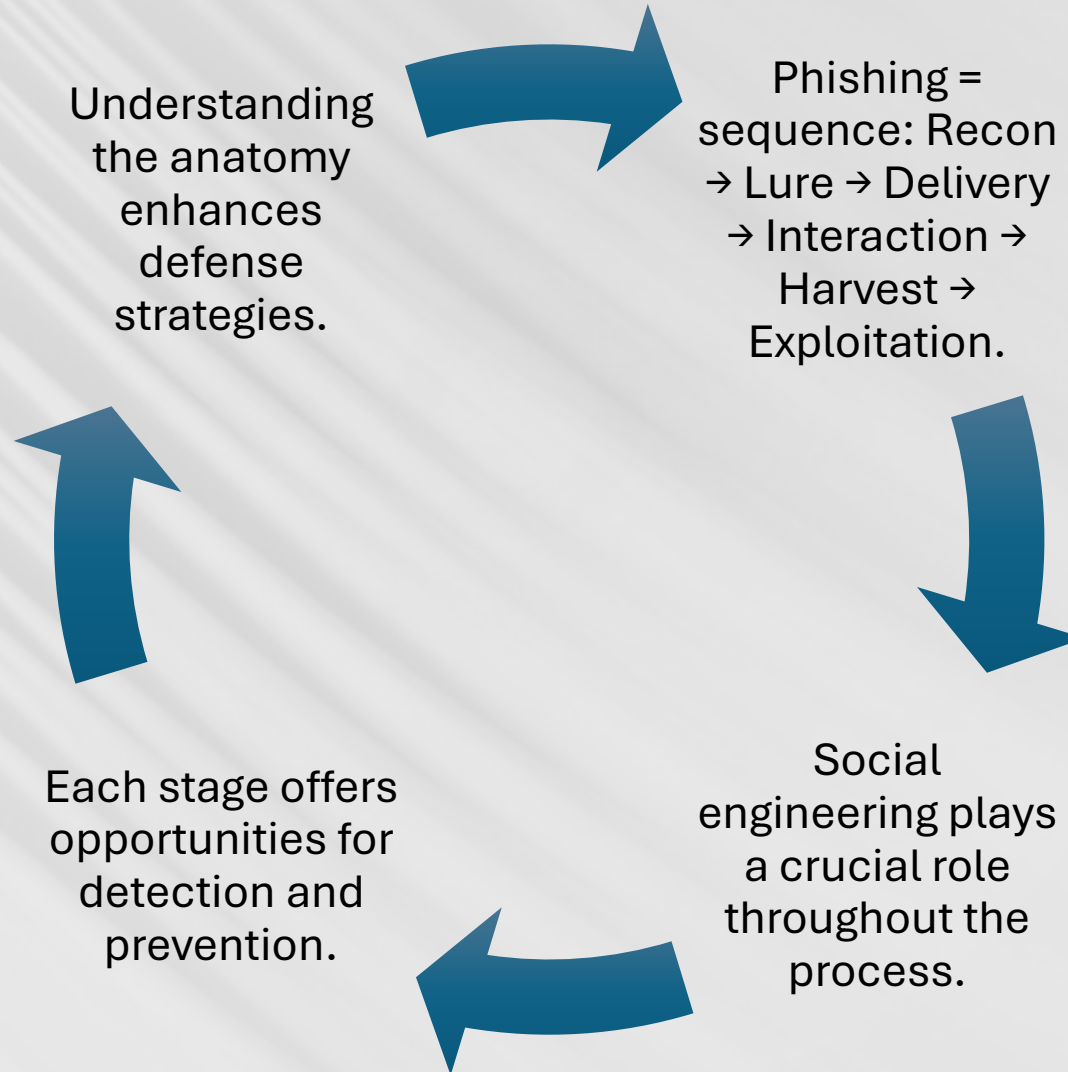 Understanding
the anatomy
enhances
defense
strategies.
Phishing =
sequence: Recon
→ Lure → Delivery
→ Interaction →
Harvest →
Exploitation.
Social
engineering plays
a crucial role
throughout the
process.
Each stage offers
opportunities for
detection and
prevention.